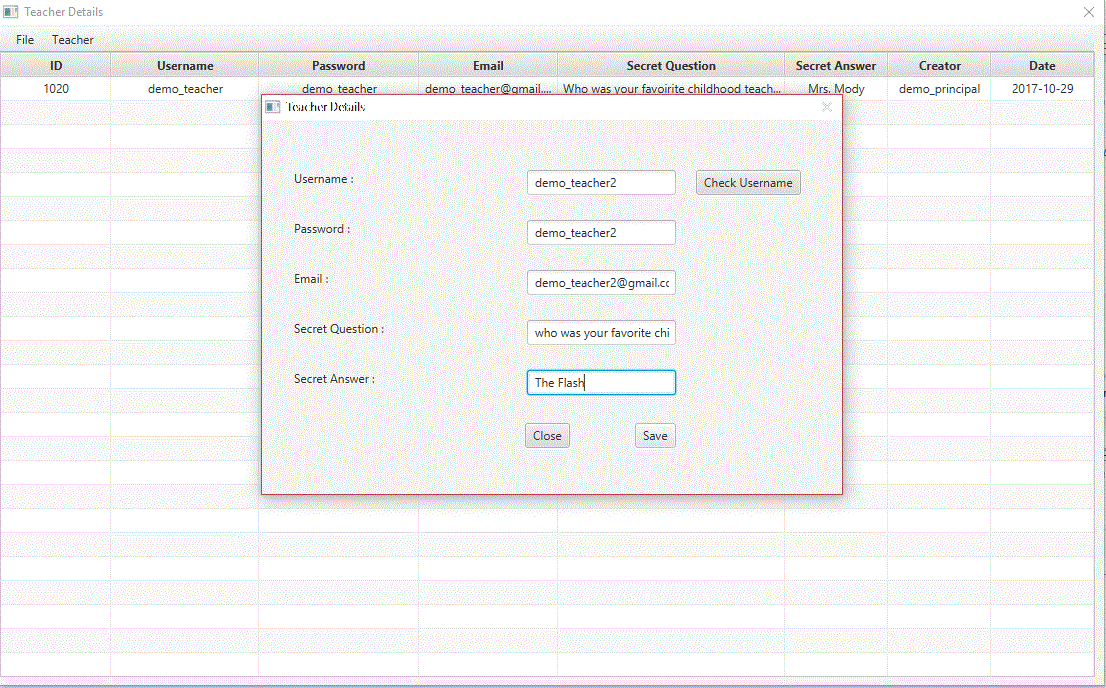 Teacher Details
File Teacher
ID Username Password Email Secret Question Secret Answer Creator Date
1020 demo_teacher demo_teacher demo_teacher@gmail.... Who was your favoirite childhood teach... Mrs. Mody demo_principal 2017-10-29
Teacher Details
Username : demo_teacher2 Check Username
Password : demo_teacher2
Email : demo_teacher2@gmail.cc
Secret Question : who was your favorite chi
Secret Answer : The Flash
Close Save